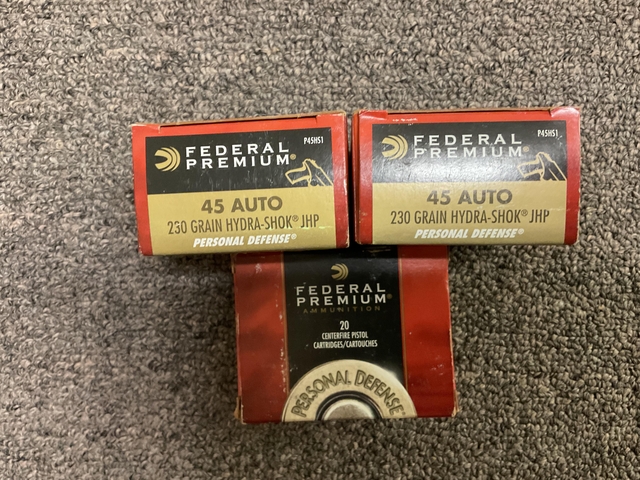 P45HS1
FEDERAL
PREMIUM®
45 AUTO
230 GRAIN HYDRA-SHOK® JHP
PERSONAL DEFENSE®
P45HS1
FEDERAL
PREMIUM®
45 AUTO
230 GRAIN HYDRA-SHOK® JHP
PERSONAL DEFENSE®
FEDERAL
PREMIUM®
AMMUNITION
20
CENTERFIRE PISTOL
CARTRIDGES/CARTOUCHES
PERSONAL DEFENSE®